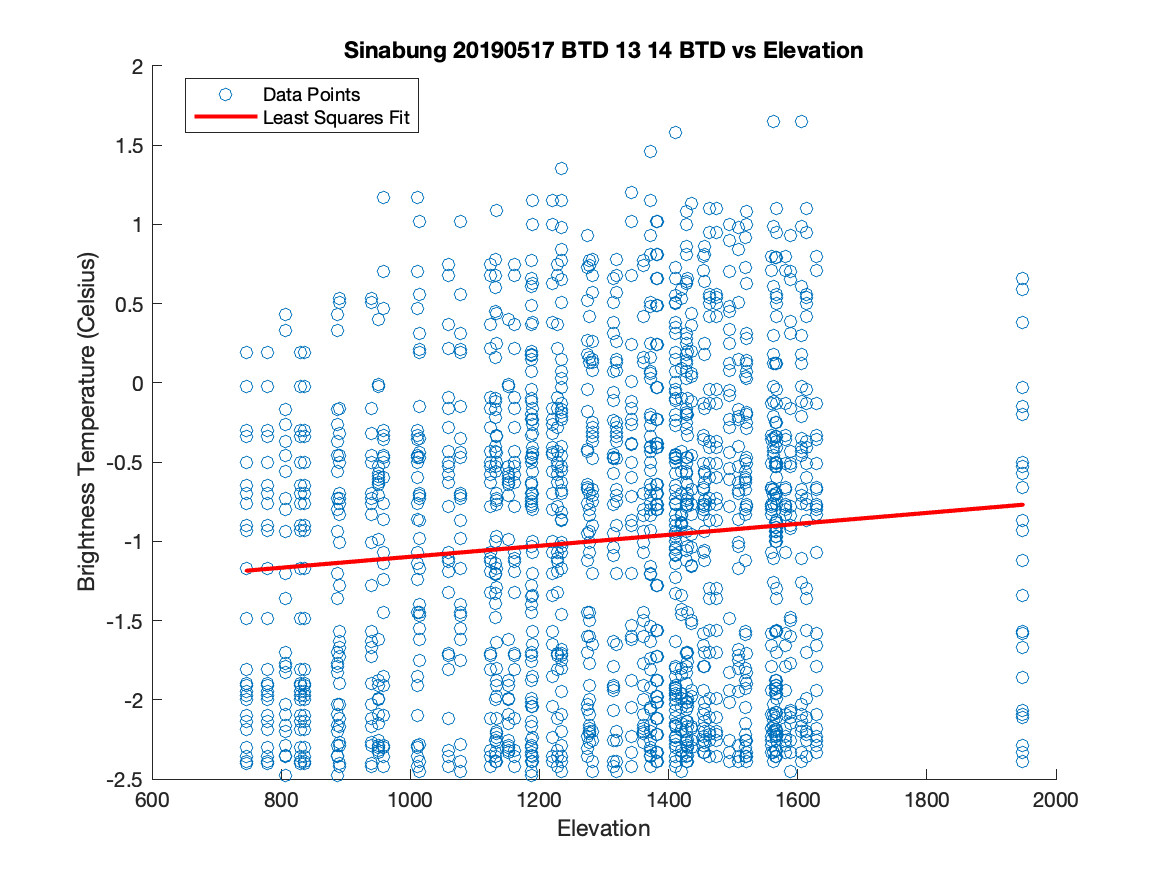 Sinabung 20190517 BTD 13 14 BTD vs Elevation
Data Points
Least Squares Fit
Brightness Temperature (Celsius)
2
1.5
1
0.5
0
-0.5
-1
-1.5
-2
-2.5
600 800 1000 1200 1400 1600 1800 2000
Elevation